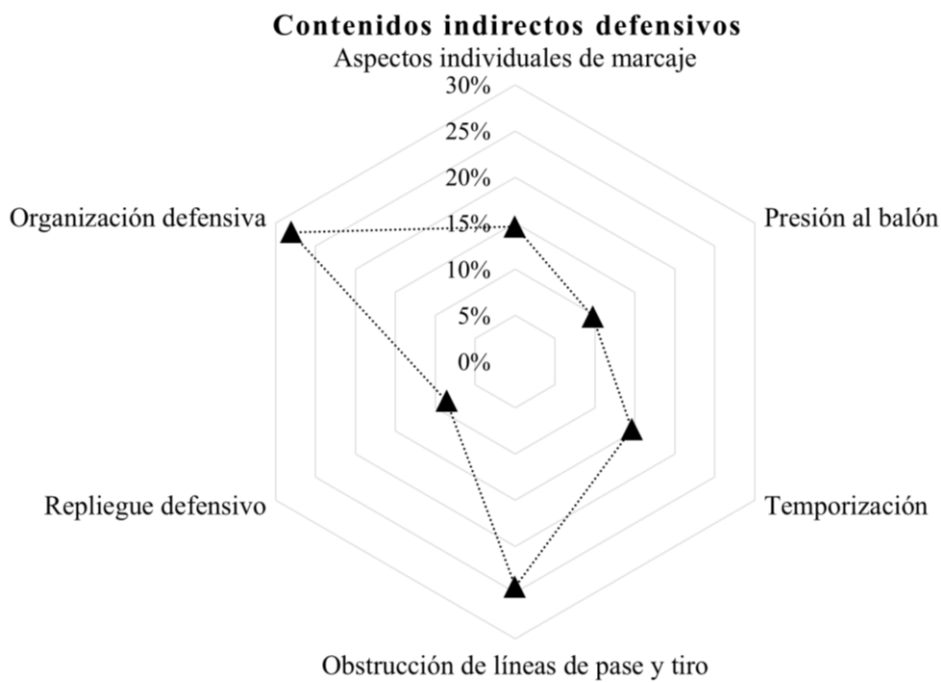 Contenidos indirectos defensivos
Aspectos individuales de marcaje
30%
25%
20%
Organización defensiva
Presión al balón
15%
10%
5%
0%
Repliegue defensivo
Temporización
Obstrucción de líneas de pase y tiro